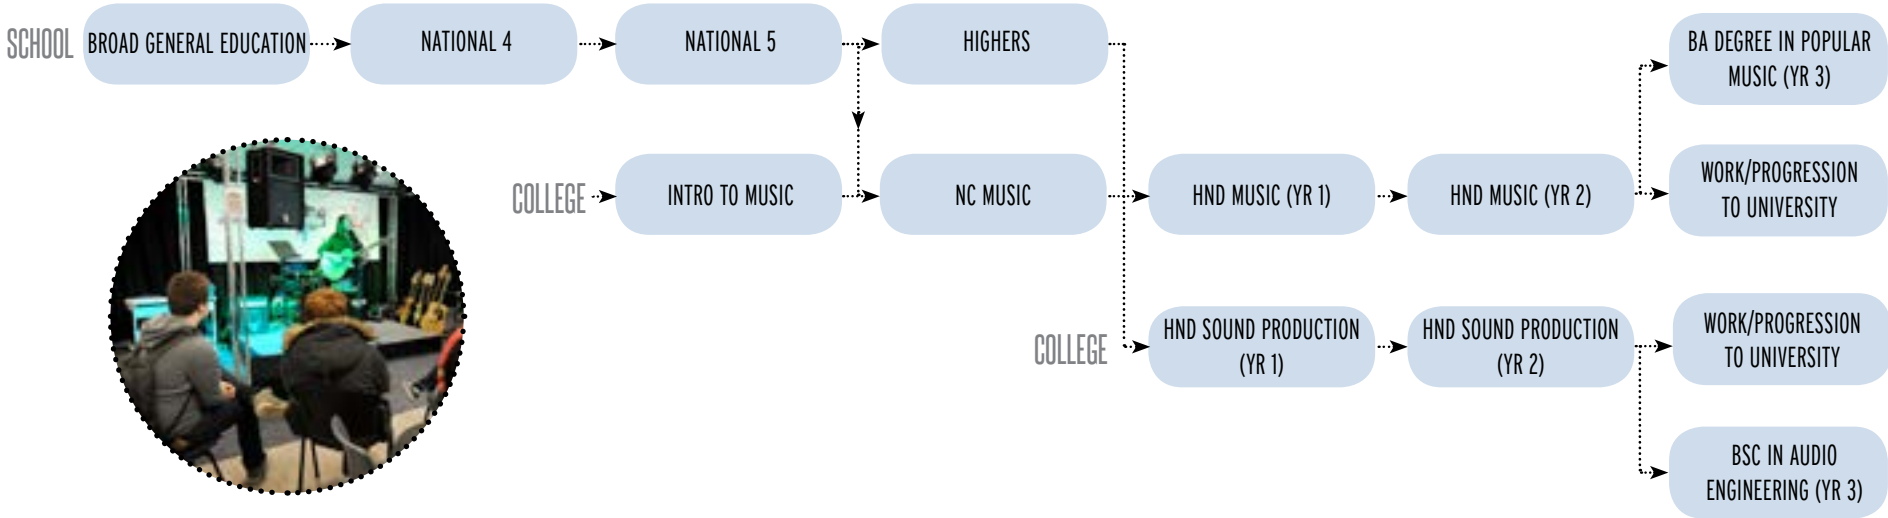 SCHOOL
BROAD GENERAL EDUCATION
NATIONAL 4
NATIONAL 5
HIGHERS
BA DEGREE IN POPULAR
MUSIC (YR 3)
COLLEGE
INTRO TO MUSIC
NC MUSIC
HND MUSIC (YR 1)
HND MUSIC (YR 2)
WORK/PROGRESSION
TO UNIVERSITY
COLLEGE
HND SOUND PRODUCTION
(YR 1)
HND SOUND PRODUCTION
(YR 2)
WORK/PROGRESSION
TO UNIVERSITY
BSC IN AUDIO
ENGINEERING (YR 3)